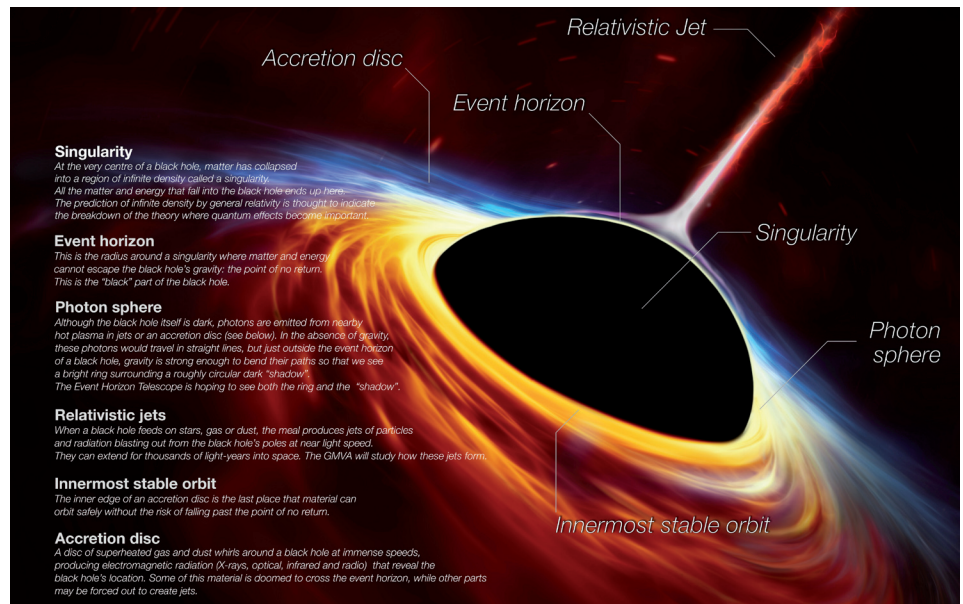 Relativistic Jet
Accretion disc
Event horizon
Singularity
Photon
sphere
Innermost stable orbit
Singularity
At the very centre of a black hole, matter has collapsed
into a region of infinite density called a singularity.
All the matter and energy that fall into the black hole ends up here.
The prediction of infinite density by general relativity is thought to indicate
the breakdown of the theory where quantum effects become important.
Event horizon
This is the radius around a singularity where matter and energy
cannot escape the black hole's gravity: the point of no return.
This is the "black" part of the black hole.
Photon sphere
Although the black hole itself is dark, photons are emitted from nearby
hot plasma in jets or an accretion disc (see below). In the absence of gravity,
these photons would travel in straight lines, but just outside the event horizon
of a black hole, gravity is strong enough to bend their paths so that we see
a bright ring surrounding a roughly circular dark "shadow".
The Event Horizon Telescope is hoping to see both the ring and the "shadow".
Relativistic jets
When a black hole feeds on stars, gas or dust, the meal produces jets of particles
and radiation blasting out from the black hole's poles at near light speed.
They can extend for thousands of light-years into space. The GMVA will study how these jets form.
Innermost stable orbit
The inner edge of an accretion disc is the last place that material can
orbit safely without the risk of falling past the point of no return.
Accretion disc
A disc of superheated gas and dust whirls around a black hole at immense speeds,
producing electromagnetic radiation (X-rays, optical, infrared and radio) that reveal the
black hole's location. Some of this material is doomed to cross the event horizon, while other parts
may be forced out to create jets.